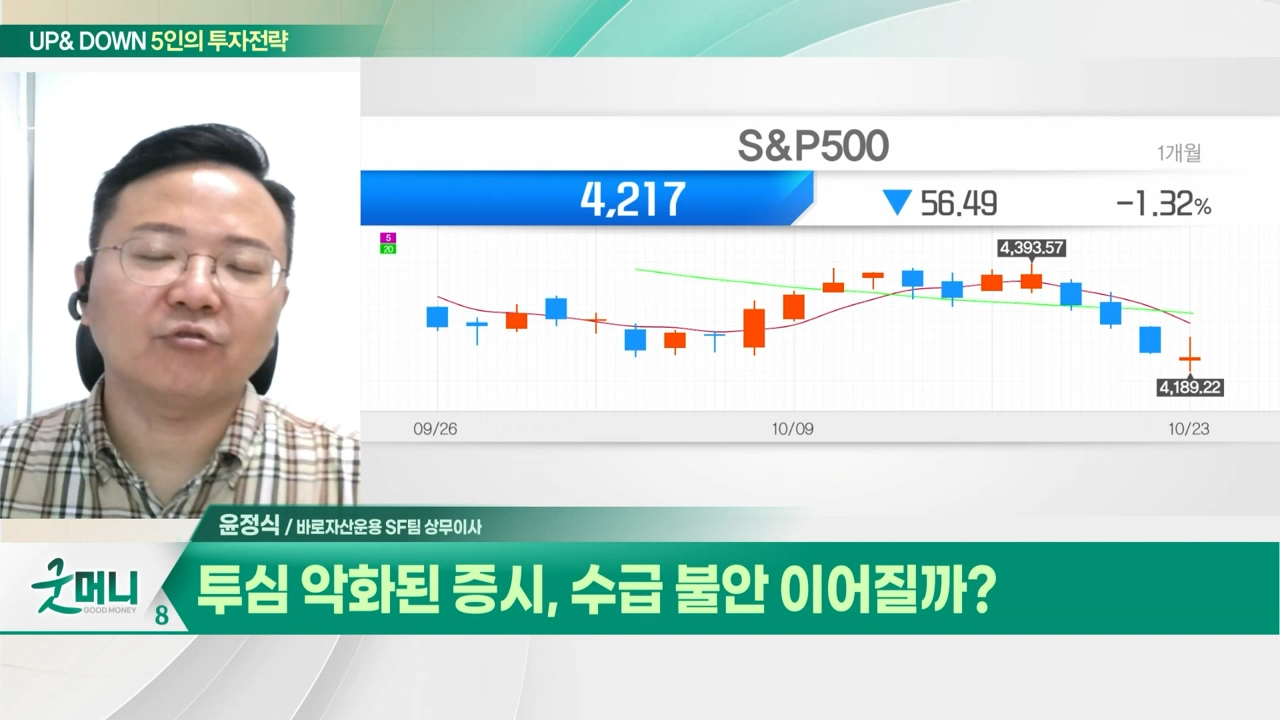 UP& DOWN 5인의 투자전략
S&P500
1개월
4,217 ▼ 56.49 -1.32%
5
20
4,393.57
4,189.22
09/26 10/09 10/23
윤정식 / 바로자산운용 SF팀 상무이사
굿머니
GOOD MONEY
8
투심 악화된 증시, 수급 불안 이어질까?